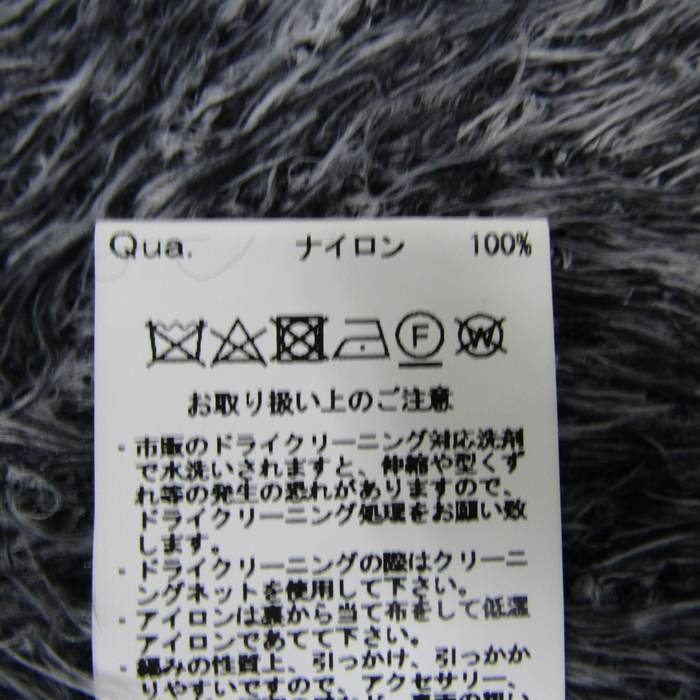 Qua. ナイロン 100%
F W
お取り扱い上のご注意
・市販のドライクリーニング対応洗剤
で水洗いされますと、伸縮や型くず
れ等の発生の恐れがありますので、
ドライクリーニング処理をお願い致
します。
・ドライクリーニングの際はクリーニ
ングネットを使用して下さい。
・アイロンは裏から当て布をして低温
アイロンであてて下さい。
・編みの性質上、引っかけ、引っかか
りやすいですので、アクセサリー、